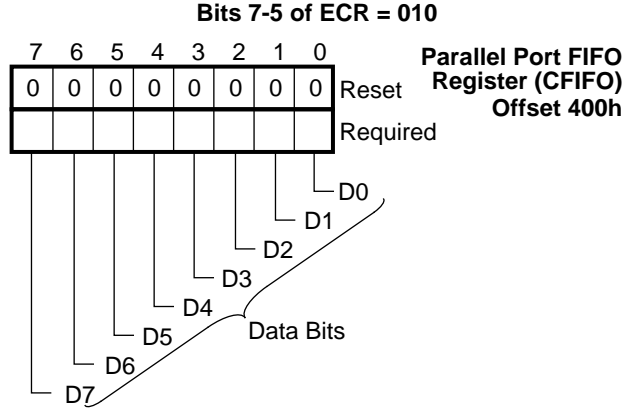 Bits 7-5 of ECR = 010
7 6 5 4 3 2 1 0
Parallel Port FIFO
Register (CFIFO)
Offset 400h
0 0 0 0 0 0 0 0 Reset
Required
D0
D1
D2
D3
D4
D5
D6
D7
Data Bits